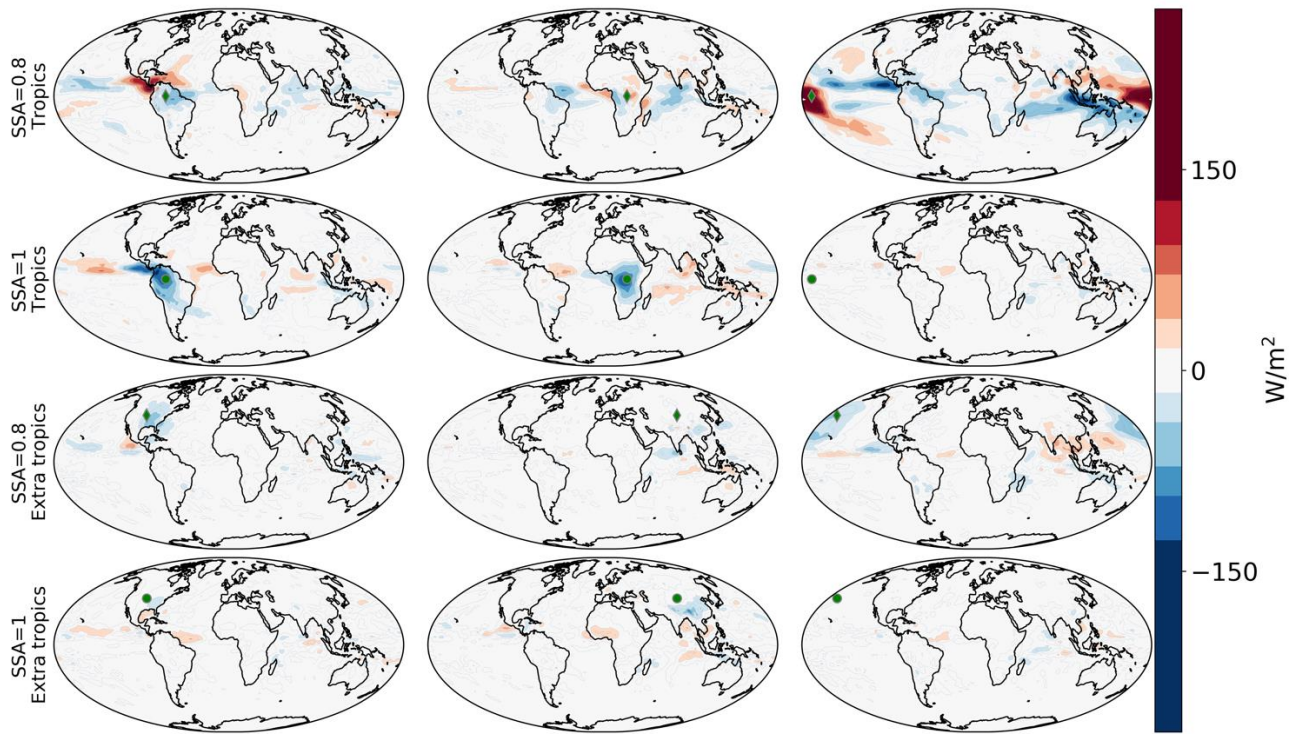 SSA=0.8
Tropics
SSA=1
Tropics
SSA=0.8
Extra tropics
SSA=1
Extra tropics
150
0
−150
W/m²